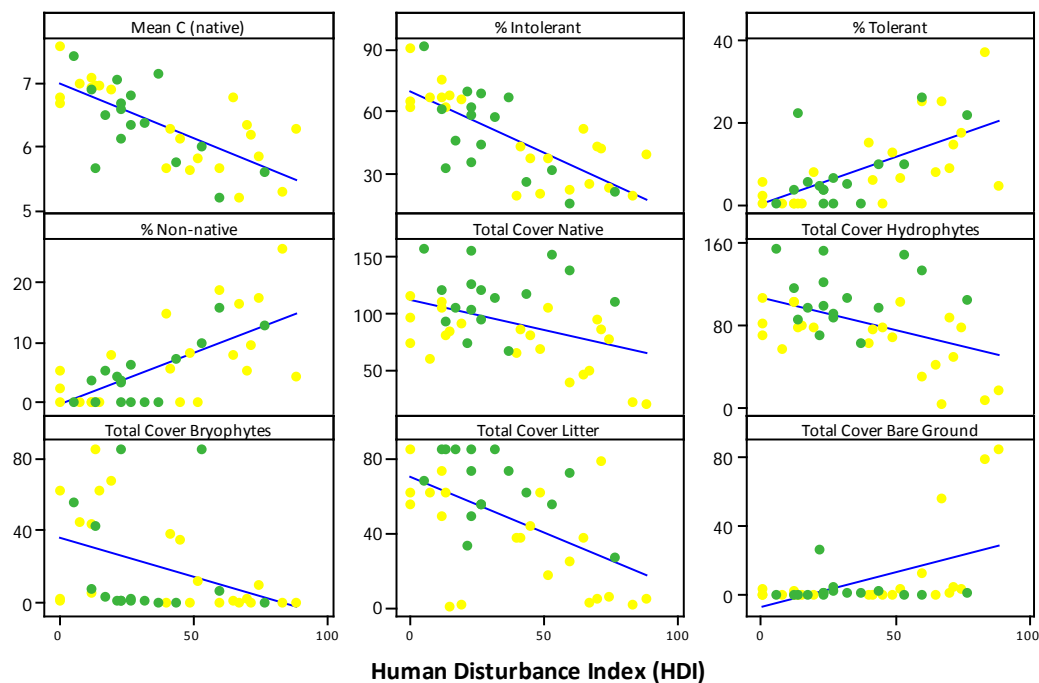 Mean C (native)
% Intolerant
% Tolerant
7
6
5
90
60
30
40
20
0
% Non-native
Total Cover Native
Total Cover Hydrophytes
20
10
0
150
100
50
160
80
0
Total Cover Bryophytes
Total Cover Litter
Total Cover Bare Ground
80
40
0
80
40
0
80
40
0
0 50 100
0 50 100
0 50 100
Human Disturbance Index (HDI)